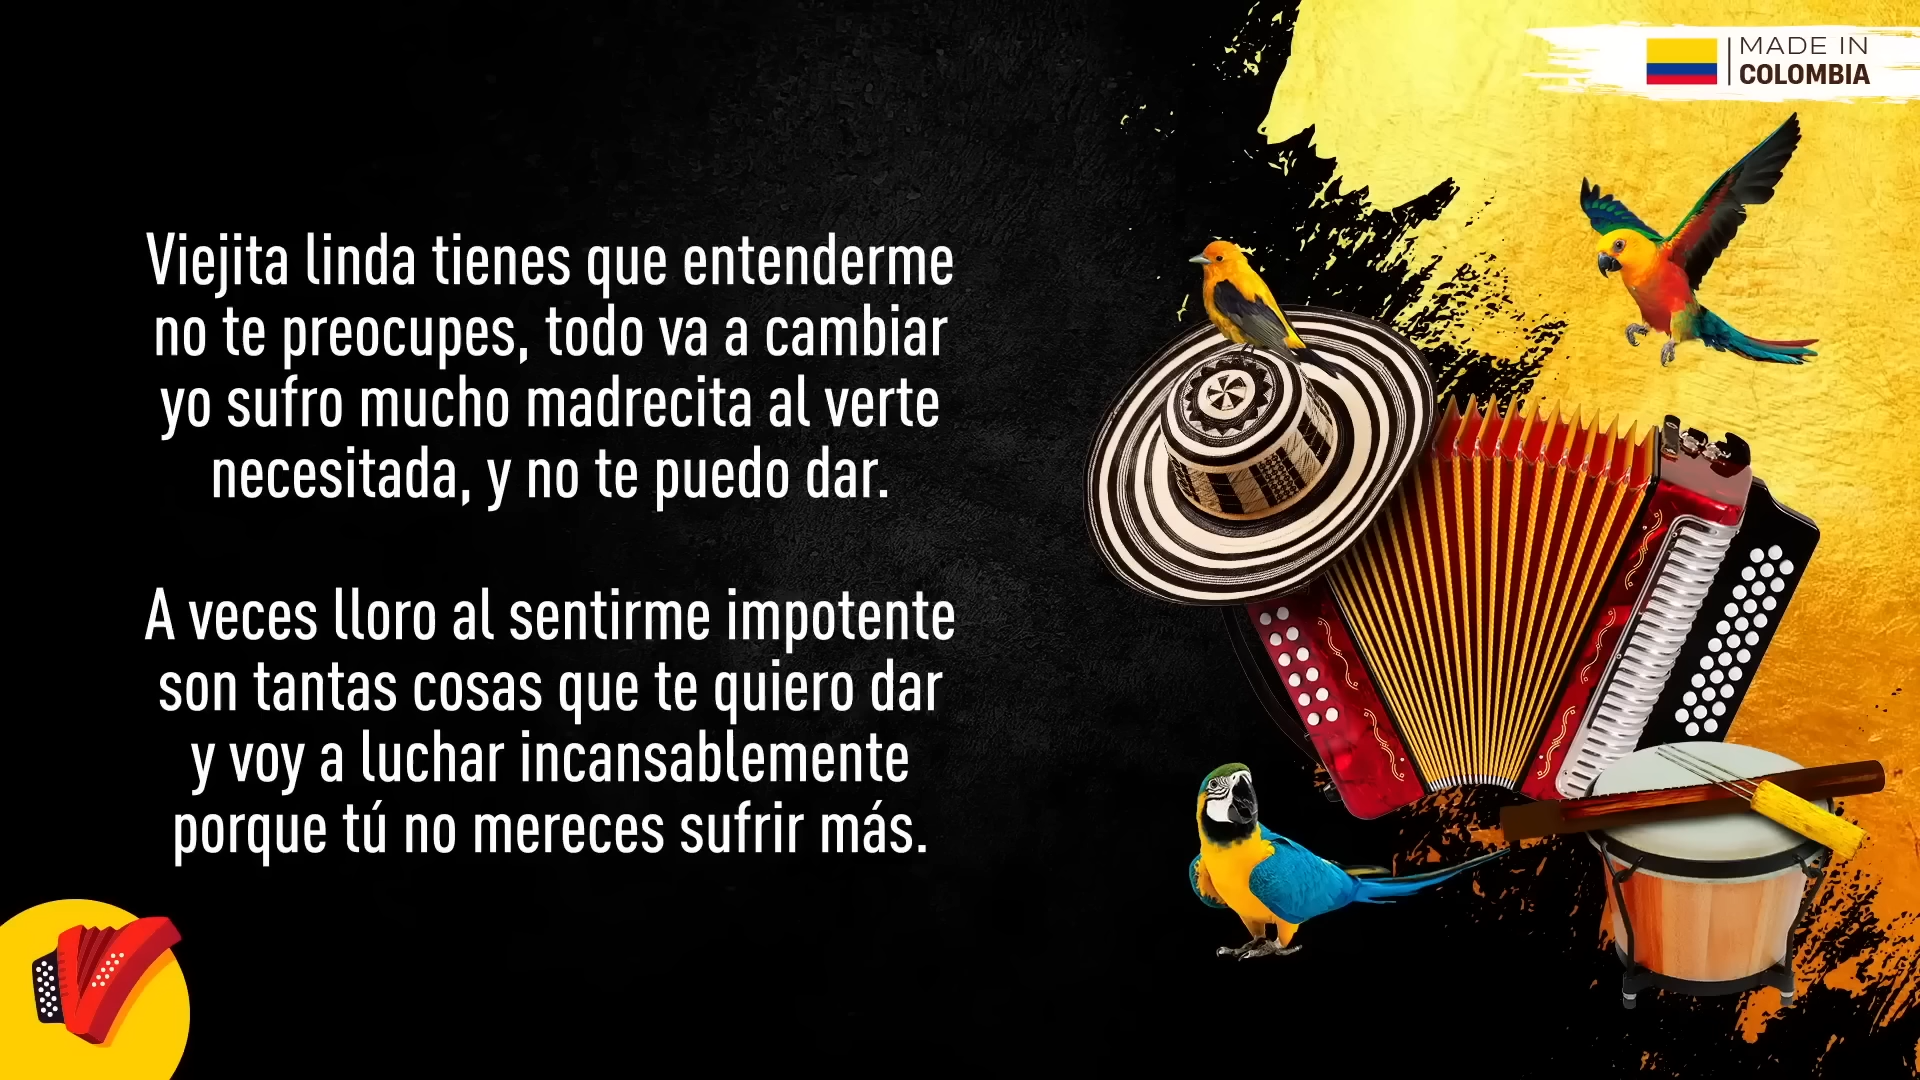 MADE IN
COLOMBIA
Viejita linda tienes que entenderme
no te preocupes, todo va a cambiar
yo sufro mucho madrecita al verte
necesitada, y no te puedo dar.
A veces lloro al sentirme impotente
son tantas cosas que te quiero dar
y voy a luchar incansablemente
porque tú no mereces sufrir más.